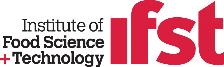 Institute of
Food Science
+Technology
ifst